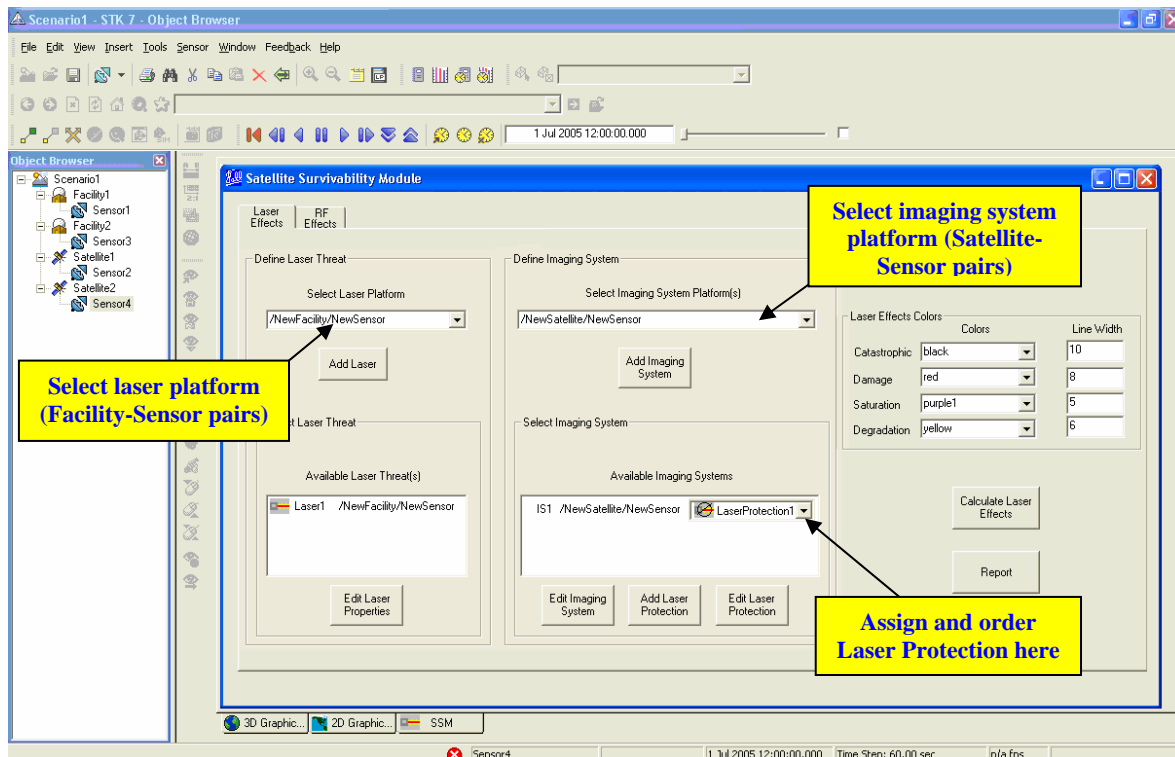 Scenario1 - STK 7 - Object Browser
File Edit View Insert Tools Sensor Window Feedback Help
1 Jul 2005 12:00:00.000
Object Browser
Scenario1
Facility1
Sensor1
Facility2
Sensor3
Satellite1
Sensor2
Satellite2
Sensor4
Satellite Survivability Module
Laser
Effects
RF
Effects
Select imaging system
platform (Satellite-
Sensor pairs)
Define Laser Threat
Select Laser Platform
/NewFacility/NewSensor
Add Laser
Select laser platform
(Facility-Sensor pairs)
Define Imaging System
Select Imaging System Platform(s)
/NewSatellite/NewSensor
Add Imaging
System
Laser Effects Colors
Colors Line Width
Catastrophic black 10
Damage red 8
Saturation purple1 5
Degradation yellow 6
Laser Threat
Available Laser Threat(s)
Laser1 /NewFacility/NewSensor
Edit Laser
Properties
Select Imaging System
Available Imaging Systems
IS1 /NewSatellite/NewSensor LaserProtection1
Edit Imaging
System
Add Laser
Protection
Edit Laser
Protection
Calculate Laser
Effects
Report
Assign and order
Laser Protection here
3D Graphic... 2D Graphic... SSM
Sensor4 1 Jul 2005 12:00:00.000 Time Step: 60.00 sec n/a fps